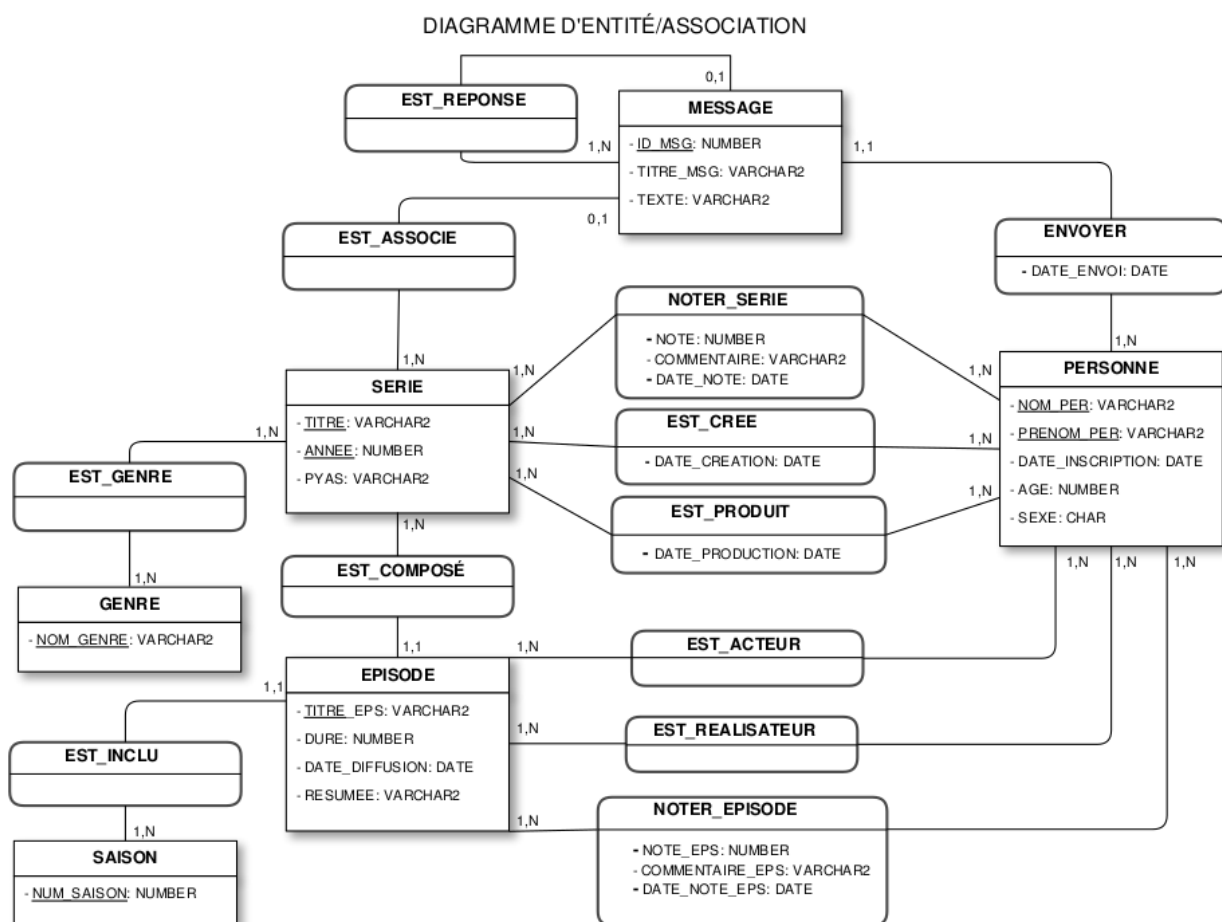 DIAGRAMME D'ENTITÉ/ASSOCIATION
0,1
EST_REPONSE
MESSAGE
- ID_MSG: NUMBER
- TITRE_MSG: VARCHAR2
- TEXTE: VARCHAR2
1,N
1,1
0,1
EST_ASSOCIE
ENVOYER
- DATE_ENVOI: DATE
NOTER_SERIE
- NOTE: NUMBER
- COMMENTAIRE: VARCHAR2
- DATE_NOTE: DATE
1,N
1,N
1,N
1,N
SERIE
- TITRE: VARCHAR2
- ANNEE: NUMBER
- PYAS: VARCHAR2
PERSONNE
- NOM_PER: VARCHAR2
- PRENOM_PER: VARCHAR2
- DATE_INSCRIPTION: DATE
- AGE: NUMBER
- SEXE: CHAR
1,N
1,N
EST_CREE
- DATE_CREATION: DATE
1,N
EST_GENRE
1,N
1,N
EST_PRODUIT
- DATE_PRODUCTION: DATE
1,N
EST_COMPOSÉ
1,N
1,N
1,N
1,N
GENRE
- NOM_GENRE: VARCHAR2
1,1
1,N
EST_ACTEUR
EPISODE
- TITRE_EPS: VARCHAR2
- DURE: NUMBER
- DATE_DIFFUSION: DATE
- RESUMEE: VARCHAR2
1,1
1,N
EST_REALISATEUR
EST_INCLU
1,N
NOTER_EPISODE
- NOTE_EPS: NUMBER
- COMMENTAIRE_EPS: VARCHAR2
- DATE_NOTE_EPS: DATE
1,N
SAISON
- NUM_SAISON: NUMBER